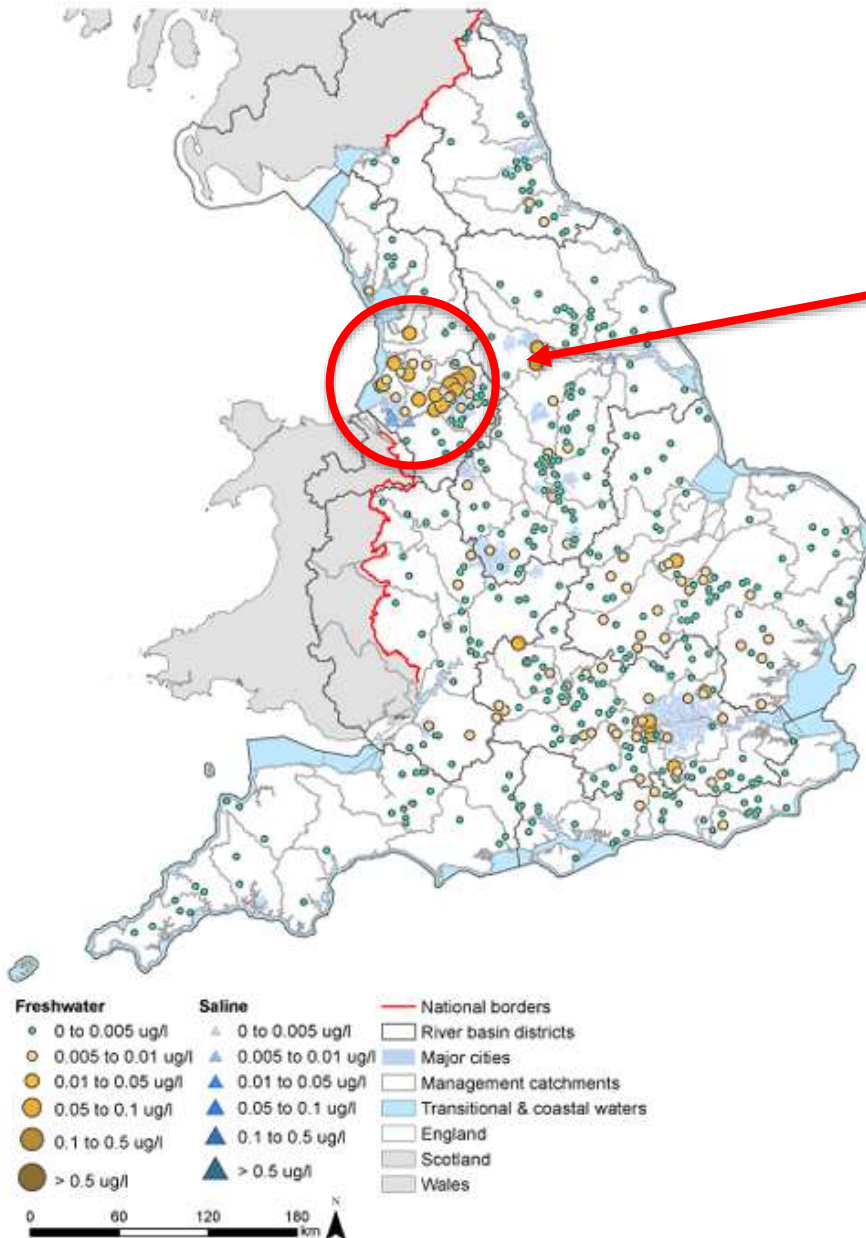 Freshwater
0 to 0.005 ug/l
0.005 to 0.01 ug/l
0.01 to 0.05 ug/l
0.05 to 0.1 ug/l
0.1 to 0.5 ug/l
> 0.5 ug/l
Saline
0 to 0.005 ug/l
0.005 to 0.01 ug/l
0.01 to 0.05 ug/l
0.05 to 0.1 ug/l
0.1 to 0.5 ug/l
> 0.5 ug/l
National borders
River basin districts
Major cities
Management catchments
Transitional & coastal waters
England
Scotland
Wales
N
0 60 120 180
km